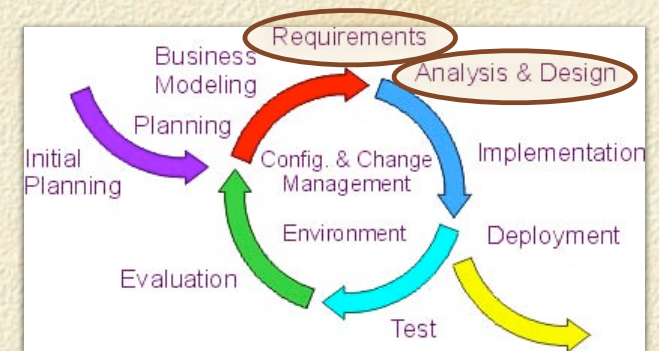 Requirements
Business
Modeling
Analysis & Design
Planning
Initial
Planning
Config. & Change
Management
Implementation
Environment
Deployment
Evaluation
Test